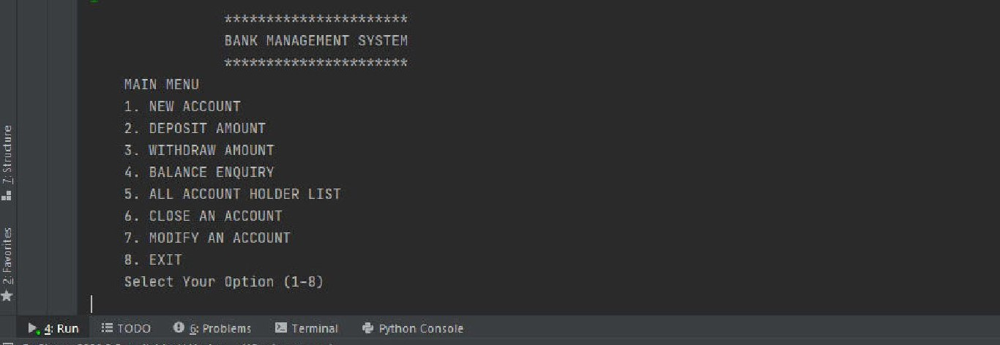 **********************
BANK MANAGEMENT SYSTEM
**********************
MAIN MENU
1. NEW ACCOUNT
2. DEPOSIT AMOUNT
3. WITHDRAW AMOUNT
4. BALANCE ENQUIRY
5. ALL ACCOUNT HOLDER LIST
6. CLOSE AN ACCOUNT
7. MODIFY AN ACCOUNT
8. EXIT
Select Your Option (1-8)
7: Structure
2: Favorites
4: Run TODO 6: Problems Terminal Python Console